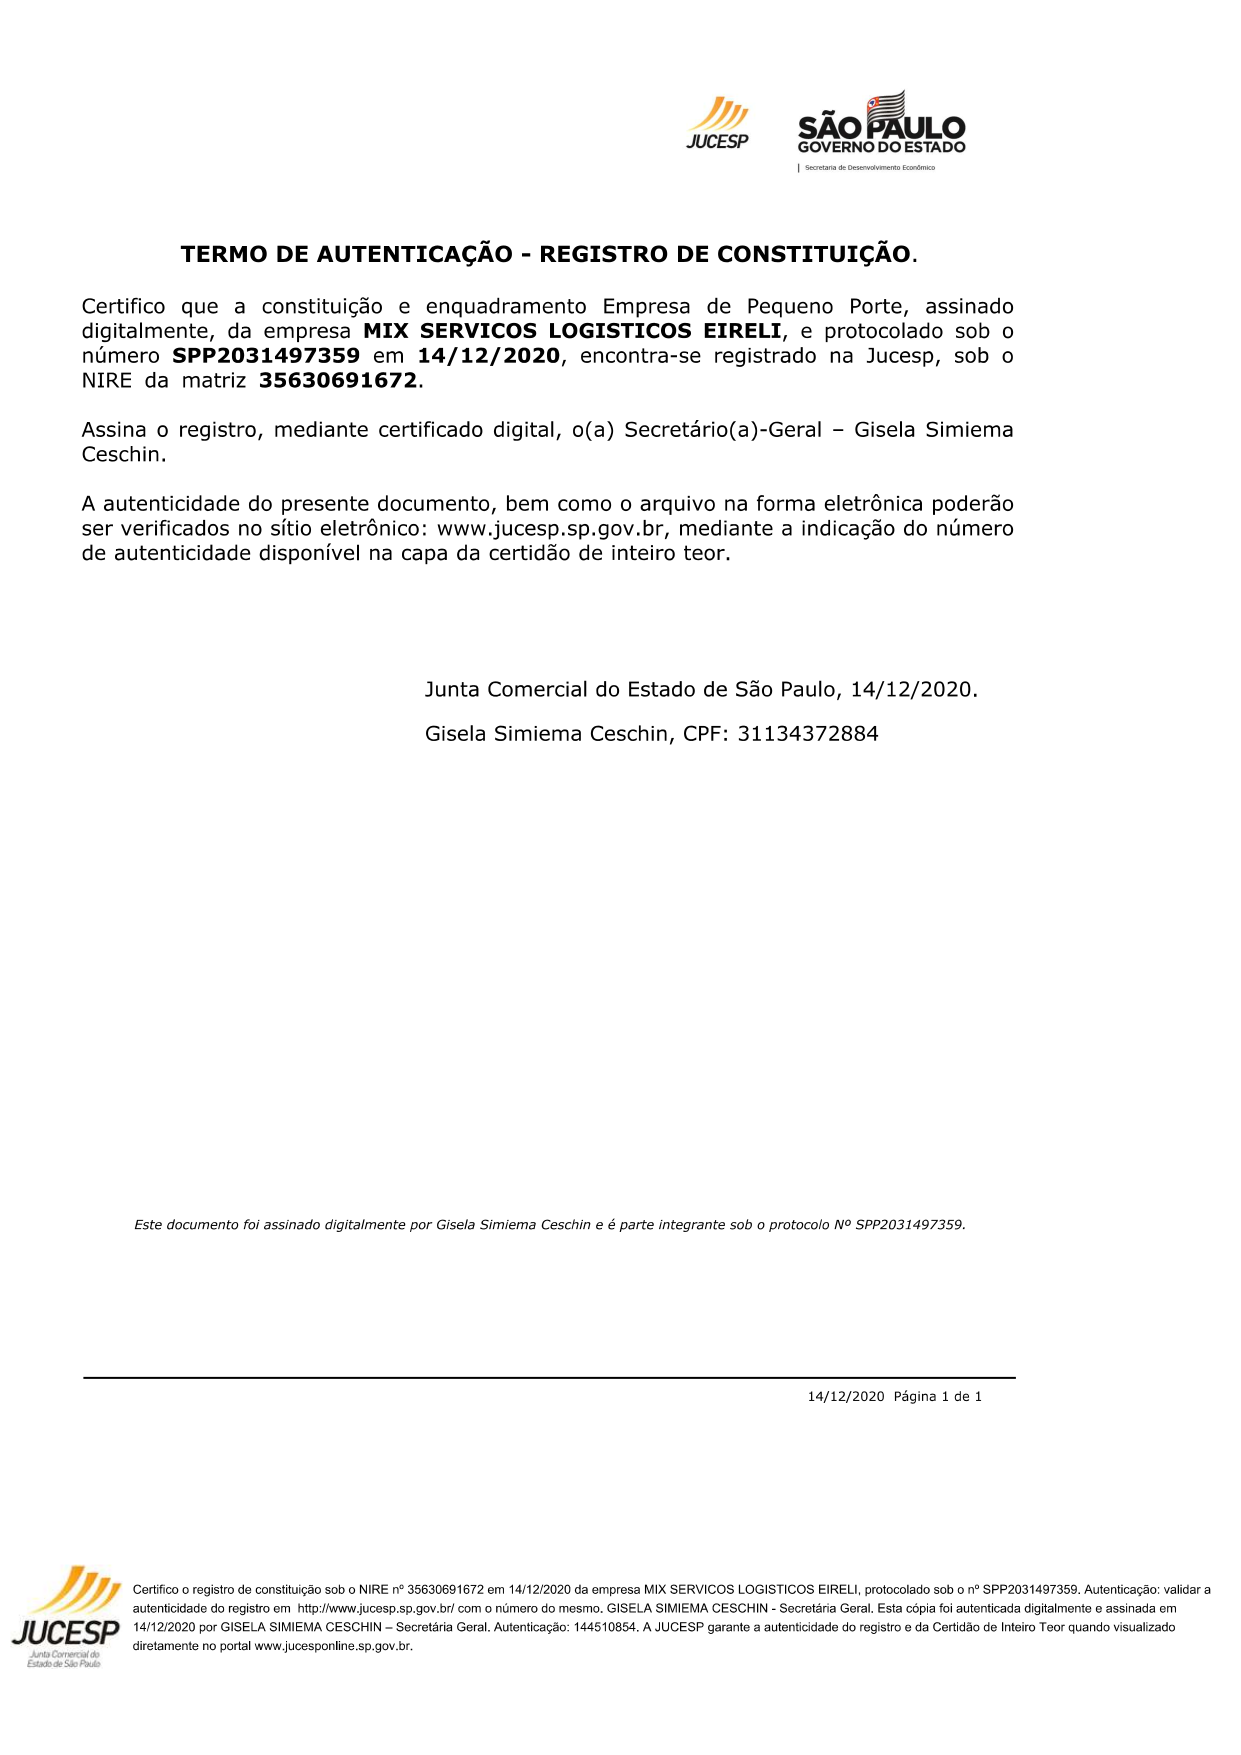 JUCESP
SÃO PAULO
GOVERNO DO ESTADO
Secretaria de Desenvolvimento Econômico
TERMO DE AUTENTICAÇÃO - REGISTRO DE CONSTITUIÇÃO.
Certifico que a constituição e enquadramento Empresa de Pequeno Porte, assinado
digitalmente, da empresa MIX SERVICOS LOGISTICOS EIRELI, e protocolado sob o
número SPP2031497359 em 14/12/2020, encontra-se registrado na Jucesp, sob o
NIRE da matriz 35630691672.
Assina o registro, mediante certificado digital, o(a) Secretário(a)-Geral – Gisela Simiema
Ceschin.
A autenticidade do presente documento, bem como o arquivo na forma eletrônica poderão
ser verificados no sítio eletrônico: www.jucesp.sp.gov.br, mediante a indicação do número
de autenticidade disponível na capa da certidão de inteiro teor.
Junta Comercial do Estado de São Paulo, 14/12/2020.
Gisela Simiema Ceschin, CPF: 31134372884
Este documento foi assinado digitalmente por Gisela Simiema Ceschin e é parte integrante sob o protocolo Nº SPP2031497359.
14/12/2020 Página 1 de 1
JUCESP
Junta Comercial do
Estado de São Paulo
Certifico o registro de constituição sob o NIRE nº 35630691672 em 14/12/2020 da empresa MIX SERVICOS LOGISTICOS EIRELI, protocolado sob o nº SPP2031497359. Autenticação: validar a
autenticidade do registro em http://www.jucesp.sp.gov.br/ com o número do mesmo. GISELA SIMIEMA CESCHIN - Secretária Geral. Esta cópia foi autenticada digitalmente e assinada em
14/12/2020 por GISELA SIMIEMA CESCHIN – Secretária Geral. Autenticação: 144510854. A JUCESP garante a autenticidade do registro e da Certidão de Inteiro Teor quando visualizado
diretamente no portal www.jucesponline.sp.gov.br.